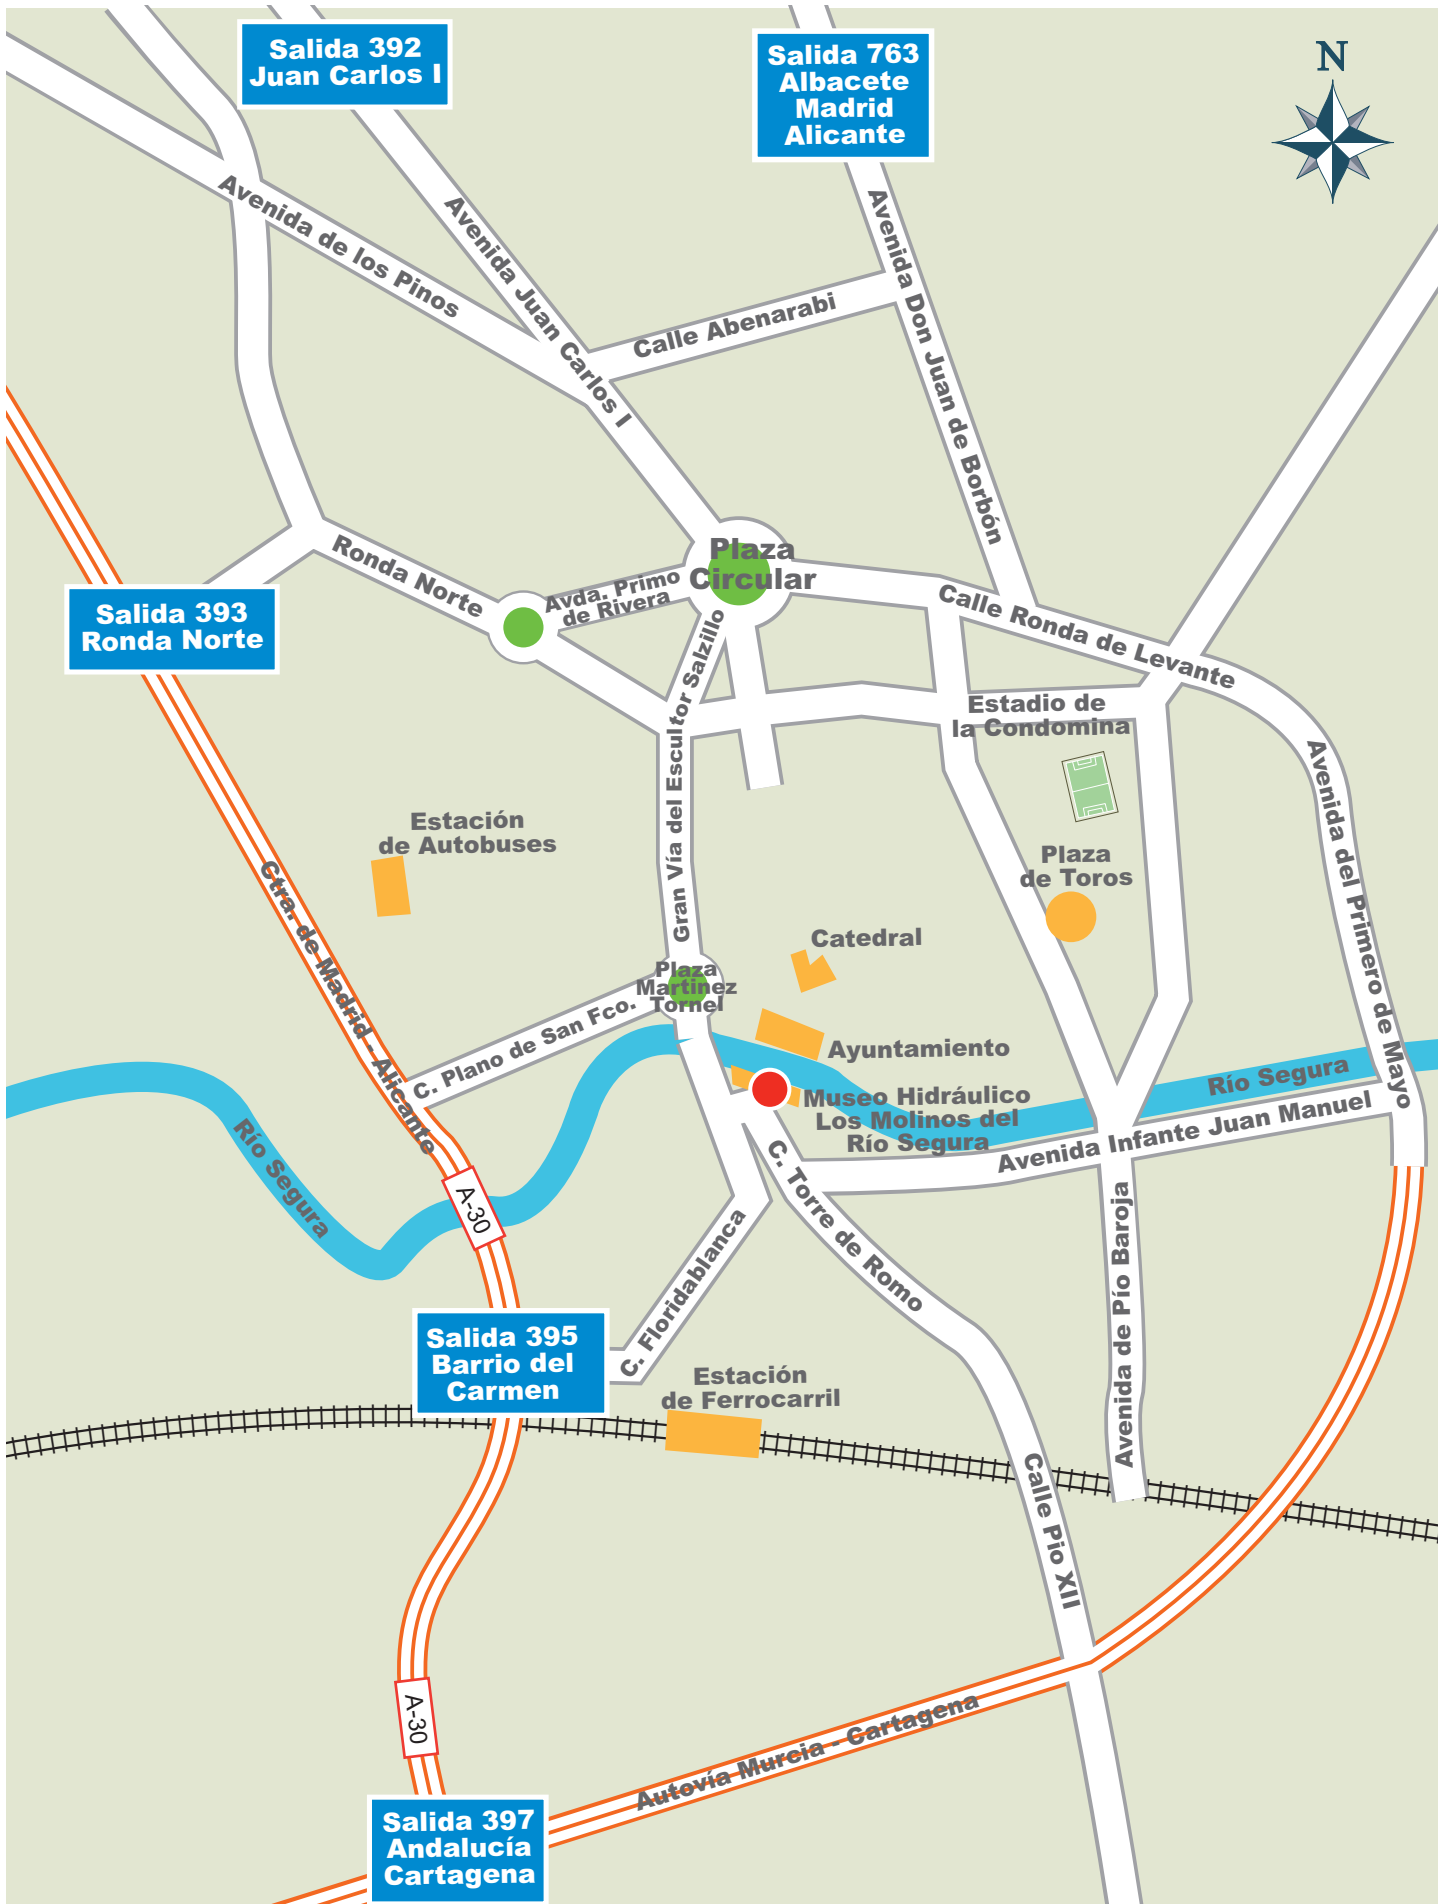 Salida 392
Juan Carlos I
Salida 763
Albacete
Madrid
Alicante
N
Avenida de los Pinos
Avenida Juan Carlos I
Calle Abenarabi
Avenida Don Juan de Borbón
Ronda Norte
Avda. Primo
de Rivera
Plaza
Circular
Calle Ronda de Levante
Salida 393
Ronda Norte
Gran Vía del Escultor Salzillo
Estadio de
la Condomina
Avenida del Primero de Mayo
Estación
de Autobuses
Plaza
de Toros
Ctra. de Madrid - Alicante
Catedral
Plaza
Martinez
Tornel
C. Plano de San Fco.
Ayuntamiento
Museo Hidráulico
Los Molinos del
Río Segura
Río Segura
Avenida Infante Juan Manuel
Río Segura
A-30
C. Torre de Romo
C. Floridablanca
Avenida de Pío Baroja
Salida 395
Barrio del
Carmen
Estación
de Ferrocarril
Calle Pio XII
A-30
Autovía Murcia - Cartagena
Salida 397
Andalucía
Cartagena